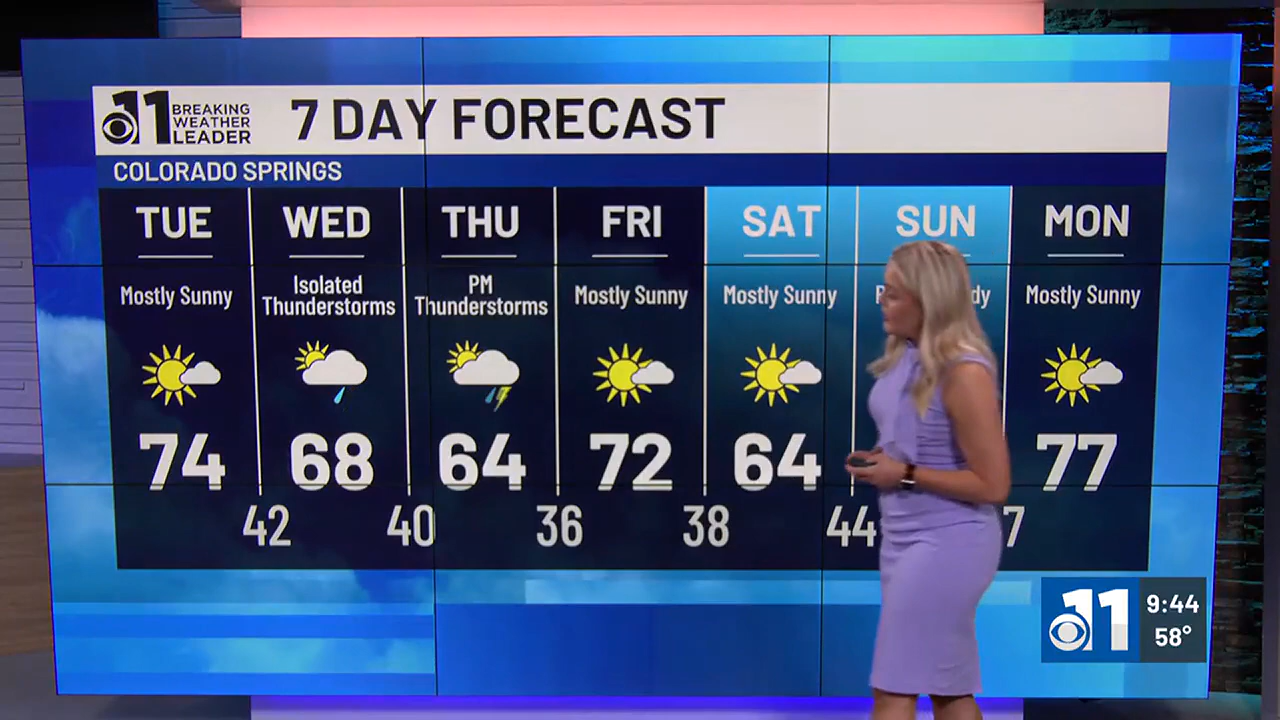 11 BREAKING WEATHER LEADER
7 DAY FORECAST
COLORADO SPRINGS
TUE WED THU FRI SAT SUN MON
Mostly Sunny
Isolated
Thunderstorms
PM
Thunderstorms
Mostly Sunny
Mostly Sunny
Mostly Sunny
74 68 64 72 64 77
42 40 36 38 44
11
9:44
58°